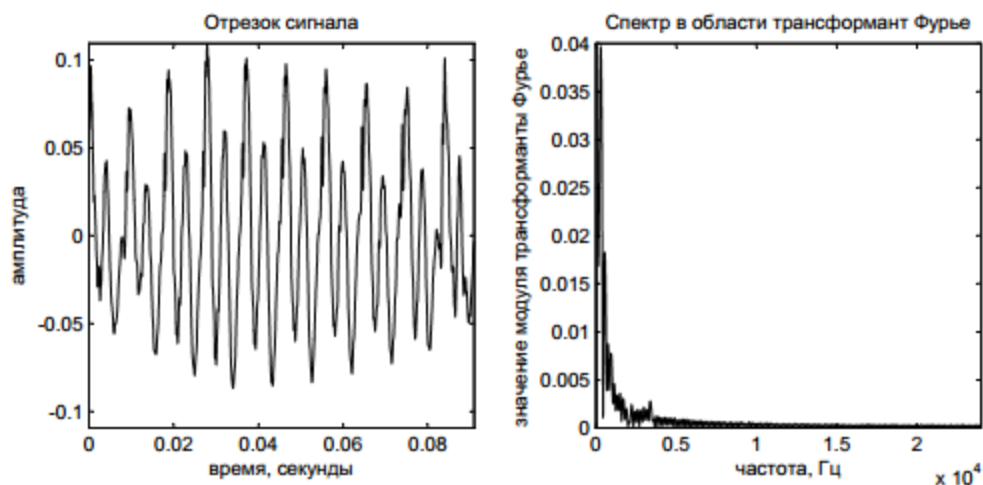 Отрезок сигнала
амплитуда
0.1
0.05
0
-0.05
-0.1
0 0.02 0.04 0.06 0.08
время, секунды
Спектр в области трансформант Фурье
значение модуля трансформанты Фурье
0.04
0.035
0.03
0.025
0.02
0.015
0.01
0.005
0
0 0.5 1 1.5 2
частота, Гц
x 10⁴